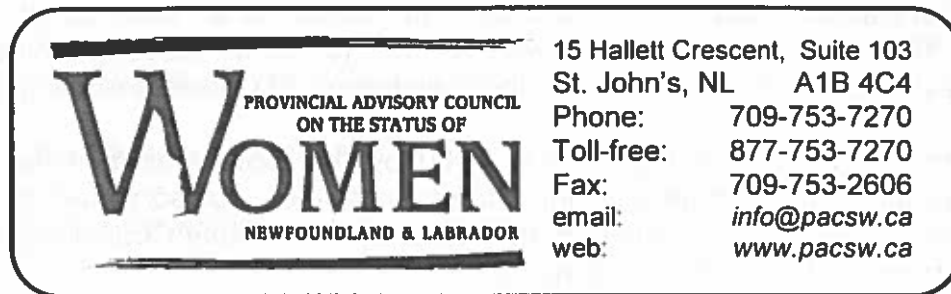 PROVINCIAL ADVISORY COUNCIL
ON THE STATUS OF
WOMEN
NEWFOUNDLAND & LABRADOR
15 Hallett Crescent, Suite 103
St. John's, NL A1B 4C4
Phone: 709-753-7270
Toll-free: 877-753-7270
Fax: 709-753-2606
email: info@pacsw.ca
web: www.pacsw.ca